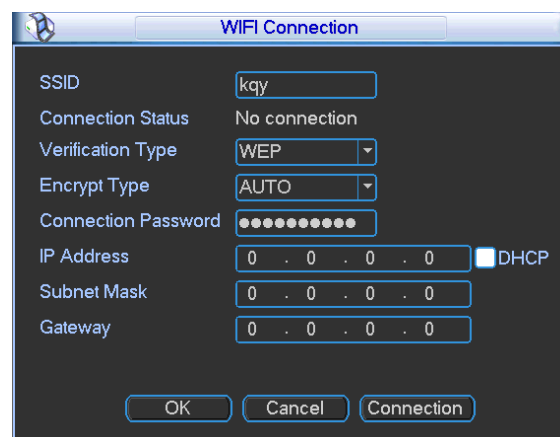 WIFI Connection
SSID kqy
Connection Status No connection
Verification Type WEP
Encrypt Type AUTO
Connection Password ●●●●●●●●●●
IP Address 0 . 0 . 0 . 0 DHCP
Subnet Mask 0 . 0 . 0 . 0
Gateway 0 . 0 . 0 . 0
OK Cancel Connection